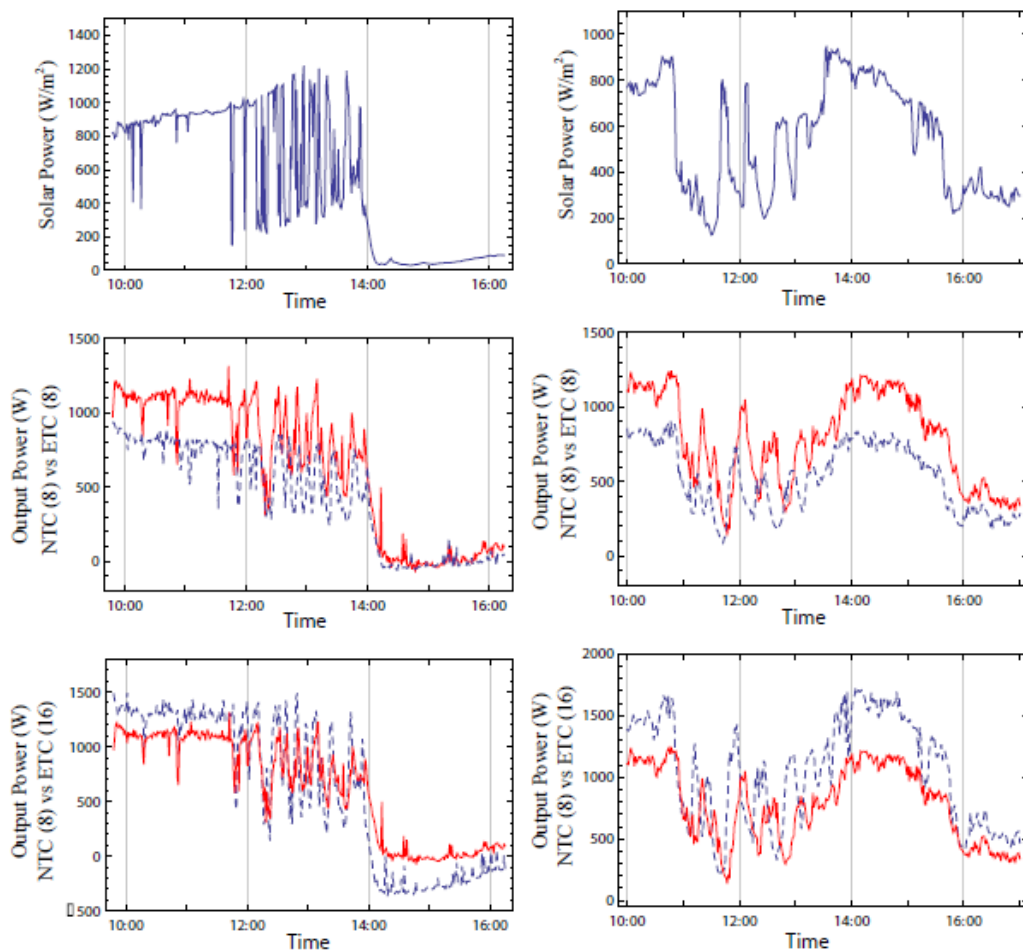 Solar Power (W/m²)
1400
1200
1000
800
600
400
200
0
10:00 12:00 14:00 16:00
Time
Solar Power (W/m²)
1000
800
600
400
200
0
10:00 12:00 14:00 16:00
Time
Output Power (W)
NTC (8) vs ETC (8)
1500
1000
500
0
10:00 12:00 14:00 16:00
Time
Output Power (W)
NTC (8) vs ETC (8)
1500
1000
500
0
10:00 12:00 14:00 16:00
Time
Output Power (W)
NTC (8) vs ETC (16)
1500
1000
500
0
▯500
10:00 12:00 14:00 16:00
Time
Output Power (W)
NTC (8) vs ETC (16)
2000
1500
1000
500
0
10:00 12:00 14:00 16:00
Time